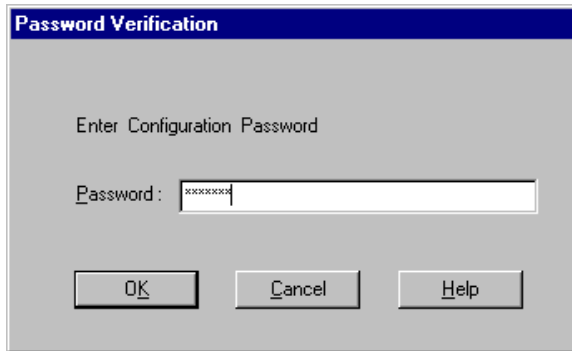 Password Verification
Enter Configuration Password
Password : *******
OK Cancel Help